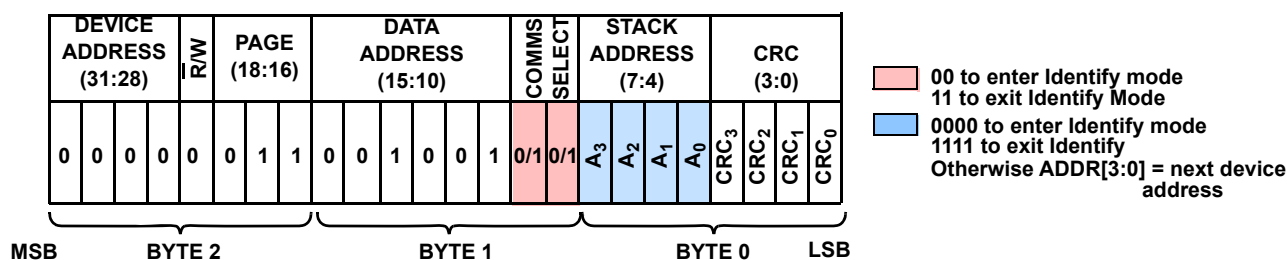 DEVICE ADDRESS (31:28) R̅/W PAGE (18:16) DATA ADDRESS (15:10) COMMS SELECT STACK ADDRESS (7:4) CRC (3:0)
0 0 0 0 0 0 1 1 0 0 1 0 0 1 0/1 0/1 A3 A2 A1 A0 CRC3 CRC2 CRC1 CRC0
MSB BYTE 2 BYTE 1 BYTE 0 LSB
00 to enter Identify mode
11 to exit Identify Mode
0000 to enter Identify mode
1111 to exit Identify
Otherwise ADDR[3:0] = next device
address